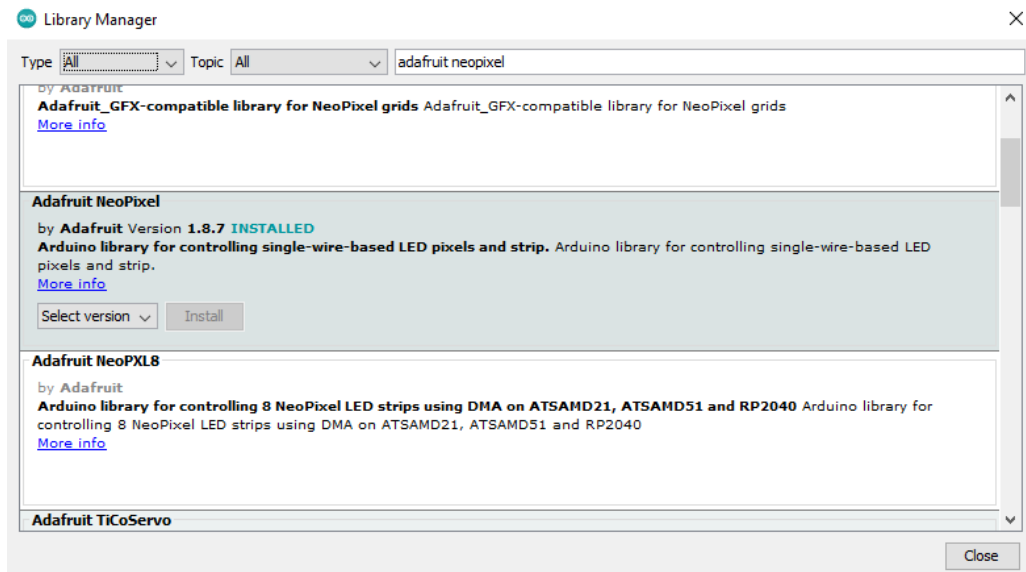 Library Manager
Type All Topic All adafruit neopixel
by Adafruit
Adafruit_GFX-compatible library for NeoPixel grids Adafruit_GFX-compatible library for NeoPixel grids
More info
Adafruit NeoPixel
by Adafruit Version 1.8.7 INSTALLED
Arduino library for controlling single-wire-based LED pixels and strip. Arduino library for controlling single-wire-based LED
pixels and strip.
More info
Select version Install
Adafruit NeoPXL8
by Adafruit
Arduino library for controlling 8 NeoPixel LED strips using DMA on ATSAMD21, ATSAMD51 and RP2040 Arduino library for
controlling 8 NeoPixel LED strips using DMA on ATSAMD21, ATSAMD51 and RP2040
More info
Adafruit TiCoServo
Close